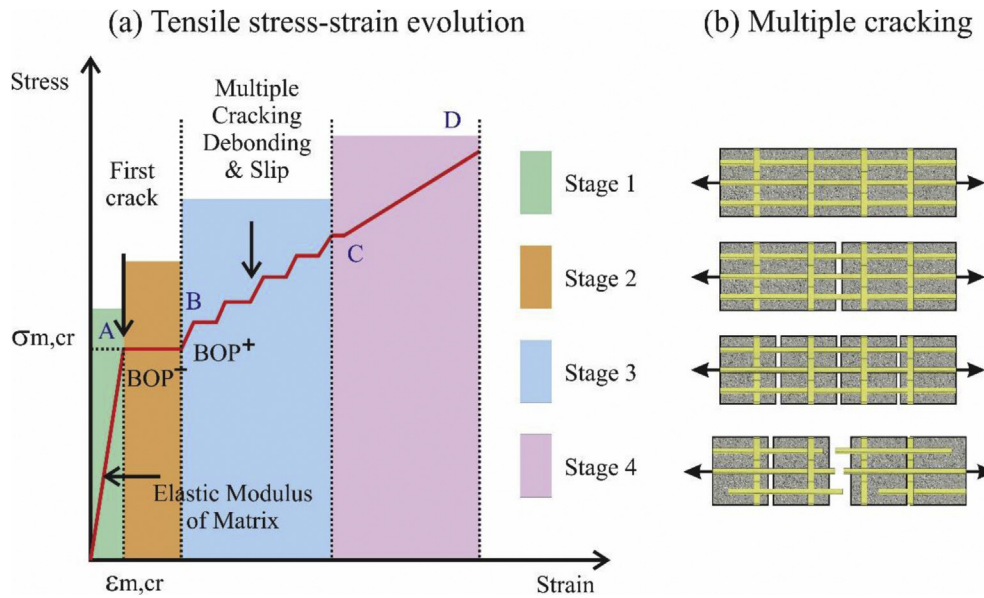 (a) Tensile stress-strain evolution
(b) Multiple cracking
Stress
Multiple
Cracking
Debonding
& Slip
First
crack
D
Stage 1
Stage 2
A
B
C
σm,cr
BOP⁺
BOP⁻
Stage 3
Stage 4
Elastic Modulus
of Matrix
εm,cr
Strain